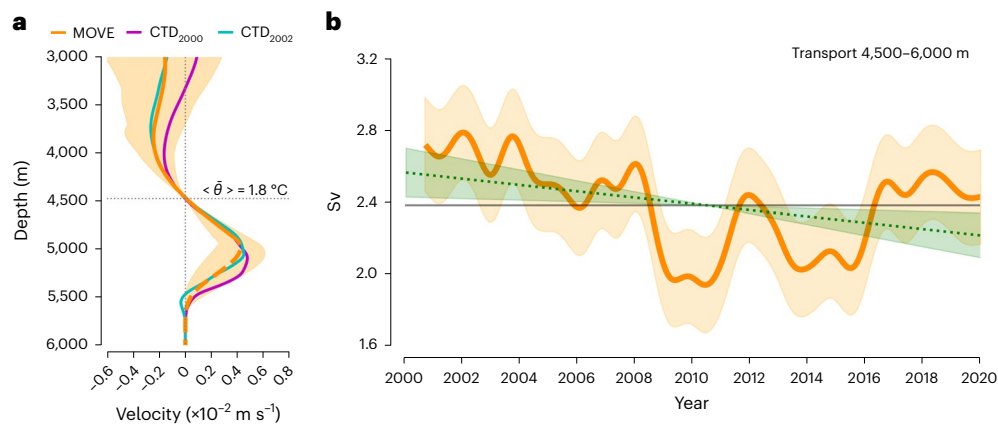 a
MOVE CTD2000 CTD2002
3,000
3,500
4,000
4,500
5,000
5,500
6,000
Depth (m)
< θ̄ > = 1.8 °C
−0.6 −0.4 −0.2 0 0.2 0.4 0.6 0.8
Velocity (×10−2 m s−1)
b
Transport 4,500–6,000 m
3.2
2.8
2.4
2.0
1.6
Sv
2000 2002 2004 2006 2008 2010 2012 2014 2016 2018 2020
Year